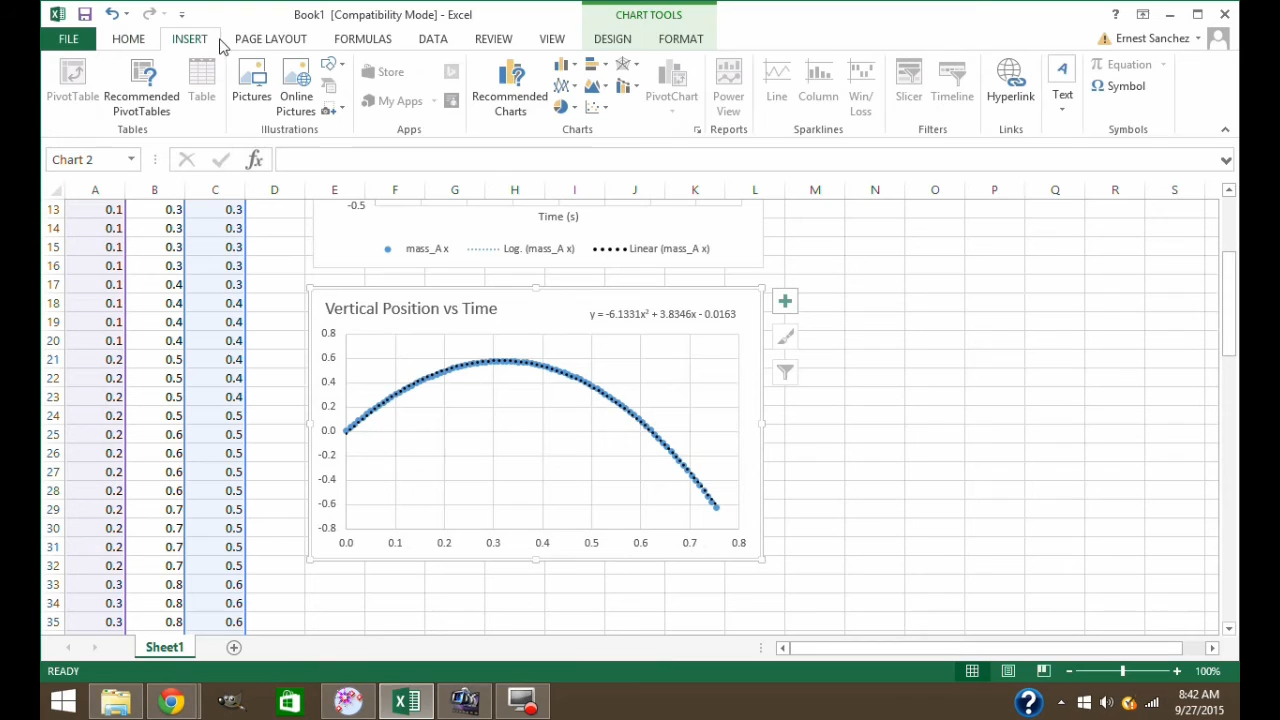 Book1 [Compatibility Mode] - Excel
CHART TOOLS
?
FILE HOME INSERT PAGE LAYOUT FORMULAS DATA REVIEW VIEW DESIGN FORMAT
Ernest Sanchez
PivotTable
Recommended PivotTables
Table
Tables
Pictures
Online Pictures
Illustrations
Store
My Apps
Apps
Recommended Charts
PivotChart
Charts
Power View
Reports
Line
Column
Win/Loss
Sparklines
Slicer
Timeline
Filters
Hyperlink
Links
Text
Equation
Symbol
Symbols
Chart 2
fx
A B C D E F G H I J K L M N O P Q R S
13 0.1 0.3 0.3
14 0.1 0.3 0.3
15 0.1 0.3 0.3
16 0.1 0.3 0.3
17 0.1 0.4 0.3
18 0.1 0.4 0.4
19 0.1 0.4 0.4
20 0.1 0.4 0.4
21 0.2 0.5 0.4
22 0.2 0.5 0.4
23 0.2 0.5 0.4
24 0.2 0.5 0.5
25 0.2 0.6 0.5
26 0.2 0.6 0.5
27 0.2 0.6 0.5
28 0.2 0.6 0.5
29 0.2 0.7 0.5
30 0.2 0.7 0.5
31 0.2 0.7 0.5
32 0.2 0.7 0.5
33 0.3 0.8 0.6
34 0.3 0.8 0.6
35 0.3 0.8 0.6
-0.5
Time (s)
mass_A x Log. (mass_A x) Linear (mass_A x)
Vertical Position vs Time
y = -6.1331x² + 3.8346x - 0.0163
0.8
0.6
0.4
0.2
0.0
-0.2
-0.4
-0.6
-0.8
0.0 0.1 0.2 0.3 0.4 0.5 0.6 0.7 0.8
Sheet1
READY
100%
8:42 AM
9/27/2015